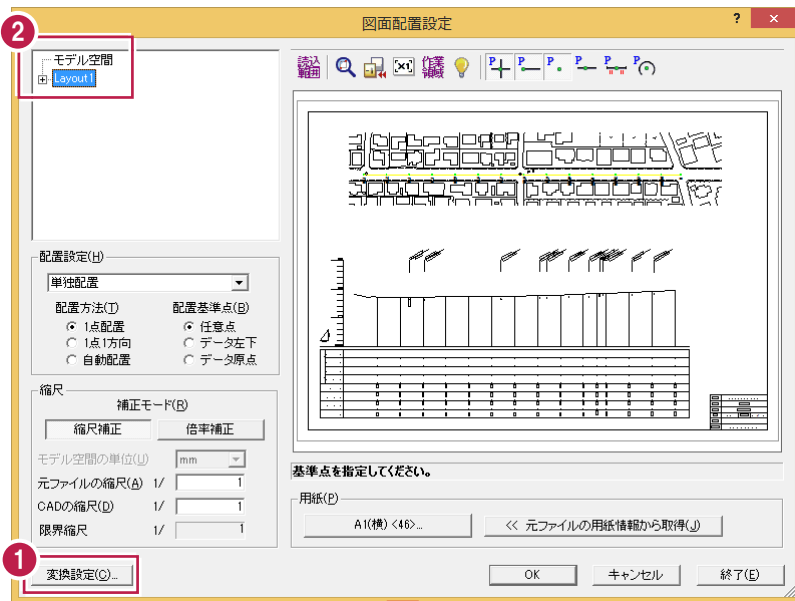 図面配置設定
?
×
2
モデル空間
Layout1
読込範囲
×1
作業領域
P
P
P
P
P
P
配置設定(H)
単独配置
配置方法(T)
配置基準点(B)
1点配置
任意点
1点1方向
データ左下
自動配置
データ原点
縮尺
補正モード(R)
縮尺補正
倍率補正
モデル空間の単位(U)
mm
元ファイルの縮尺(A) 1/ 1
CADの縮尺(D) 1/ 1
限界縮尺 1/ 1
基準点を指定してください。
用紙(P)
A1(横) <46>...
<< 元ファイルの用紙情報から取得(J)
1
変換設定(C)...
OK
キャンセル
終了(E)